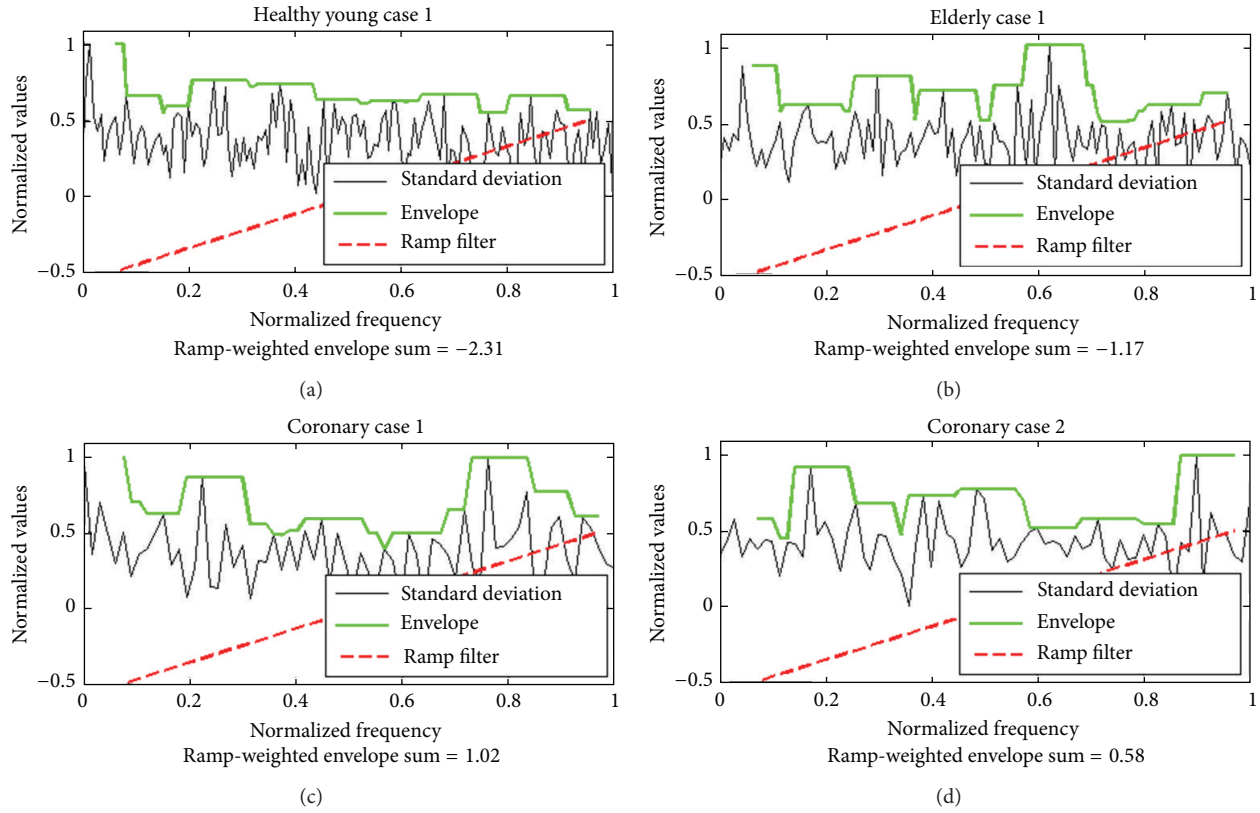 Healthy young case 1
Normalized values
1
0.5
0
−0.5
Standard deviation
Envelope
Ramp filter
0 0.2 0.4 0.6 0.8 1
Normalized frequency
Ramp-weighted envelope sum = −2.31
(a)
Elderly case 1
Normalized values
1
0.5
0
−0.5
Standard deviation
Envelope
Ramp filter
0 0.2 0.4 0.6 0.8 1
Normalized frequency
Ramp-weighted envelope sum = −1.17
(b)
Coronary case 1
Normalized values
1
0.5
0
−0.5
Standard deviation
Envelope
Ramp filter
0 0.2 0.4 0.6 0.8 1
Normalized frequency
Ramp-weighted envelope sum = 1.02
(c)
Coronary case 2
Normalized values
1
0.5
0
−0.5
Standard deviation
Envelope
Ramp filter
0 0.2 0.4 0.6 0.8 1
Normalized frequency
Ramp-weighted envelope sum = 0.58
(d)